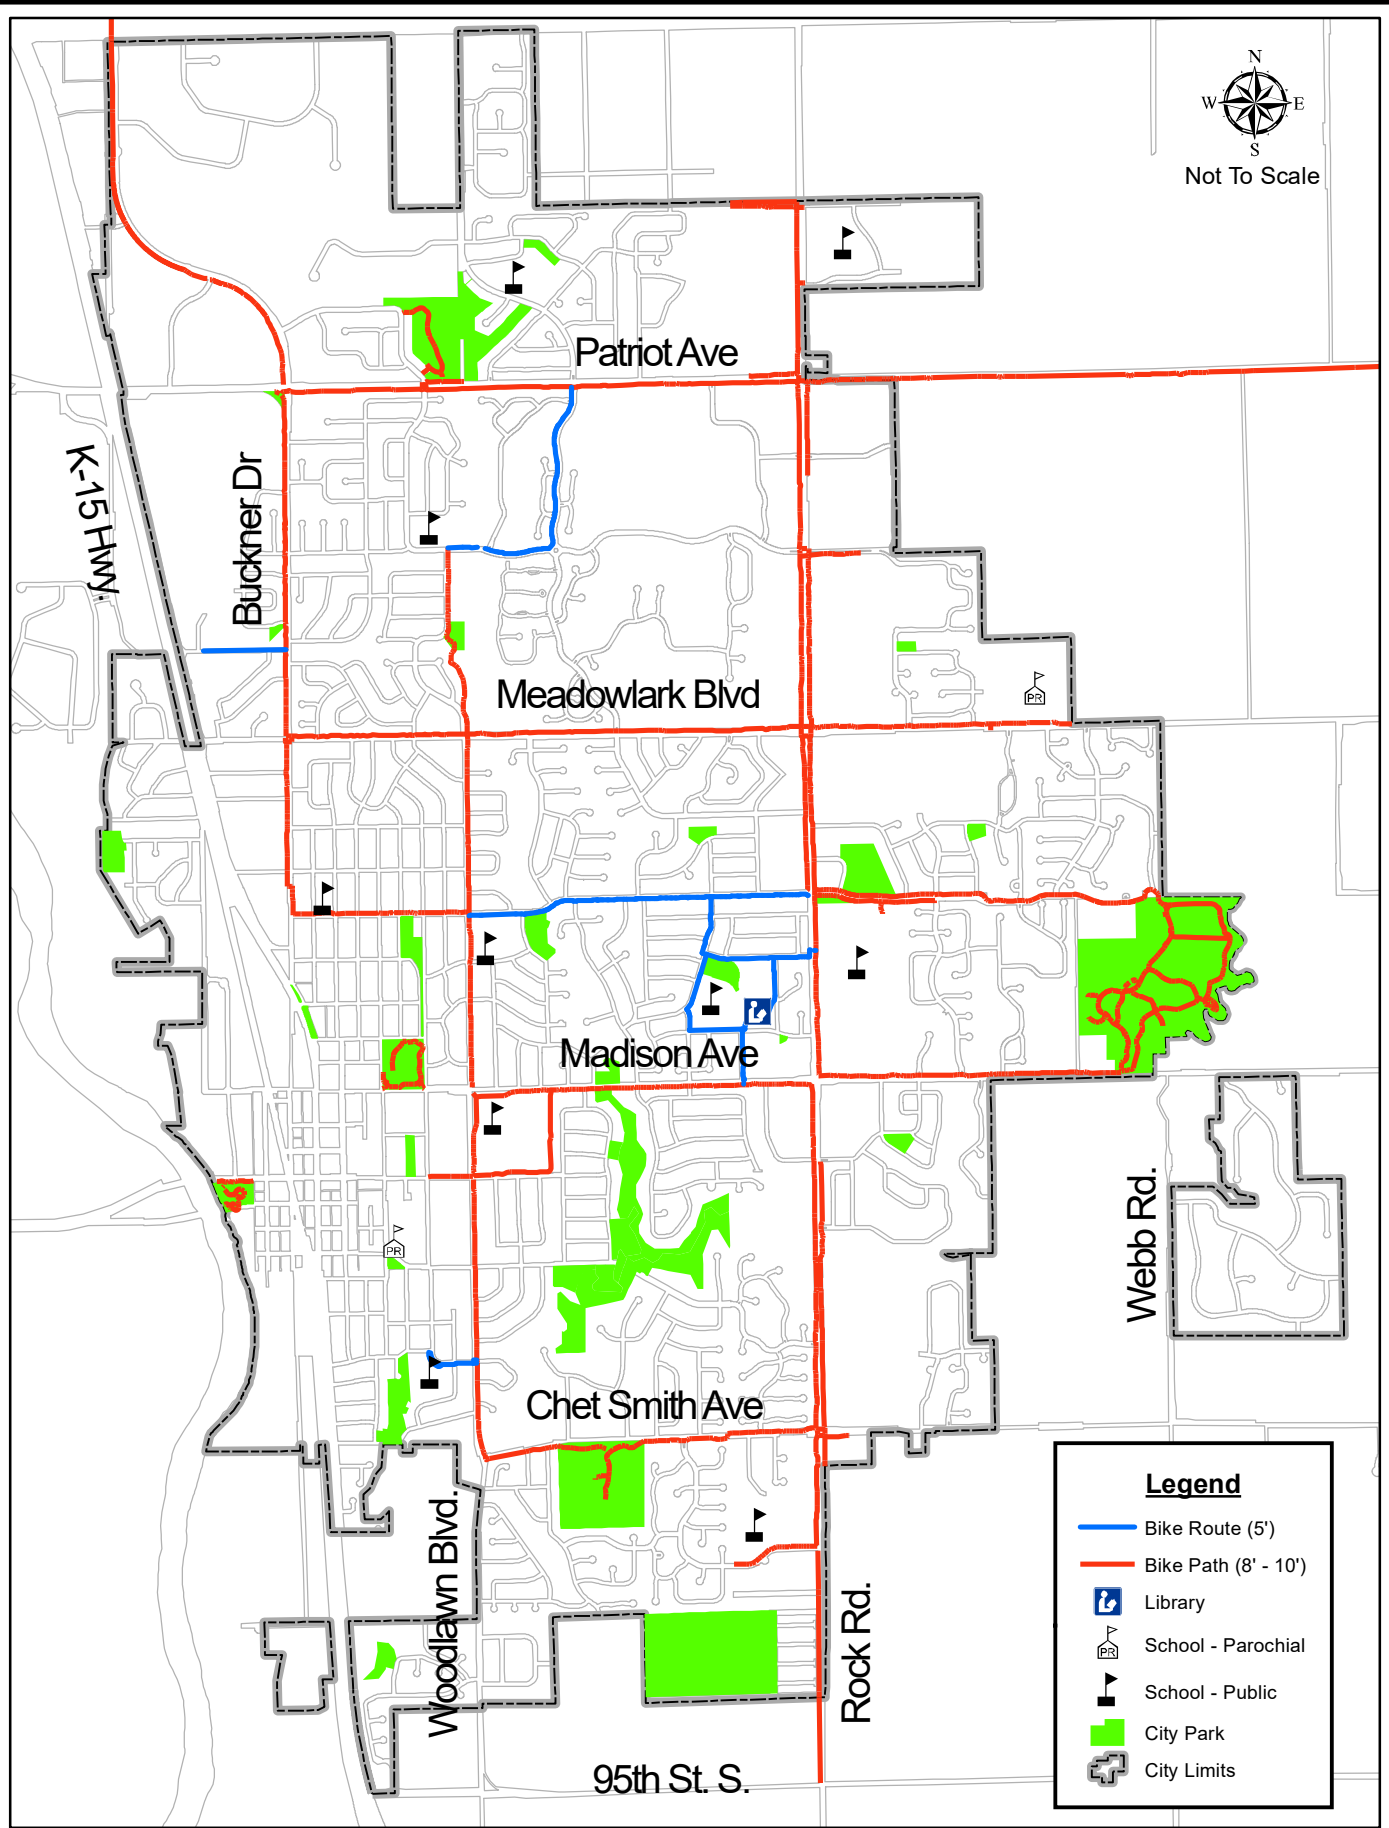 N
W E
S
Not To Scale
Patriot Ave
K-15 Hwy.
Buckner Dr
Meadowlark Blvd
PR
Madison Ave
Webb Rd.
PR
Chet Smith Ave
Woodlawn Blvd.
Rock Rd.
95th St. S.
Legend
Bike Route (5')
Bike Path (8' - 10')
Library
PR School - Parochial
School - Public
City Park
City Limits